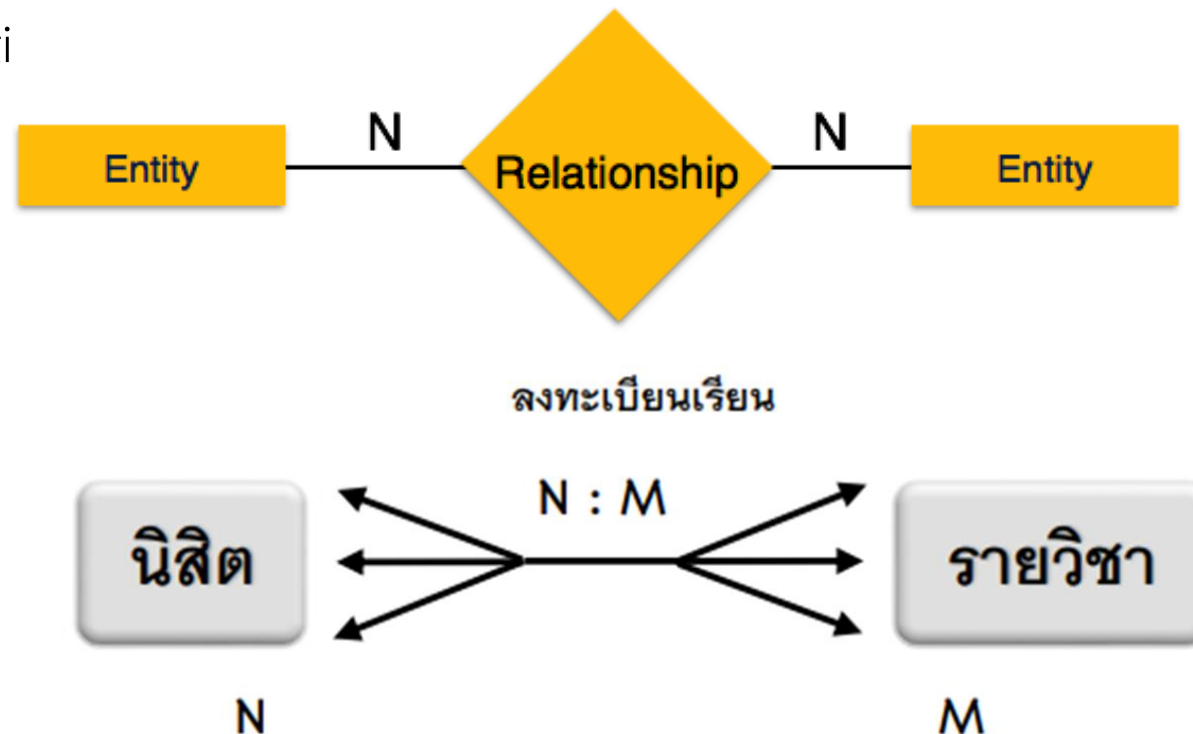 N N
Entity Relationship Entity
ลงทะเบียนเรียน
N : M
นิสิต รายวิชา
N M